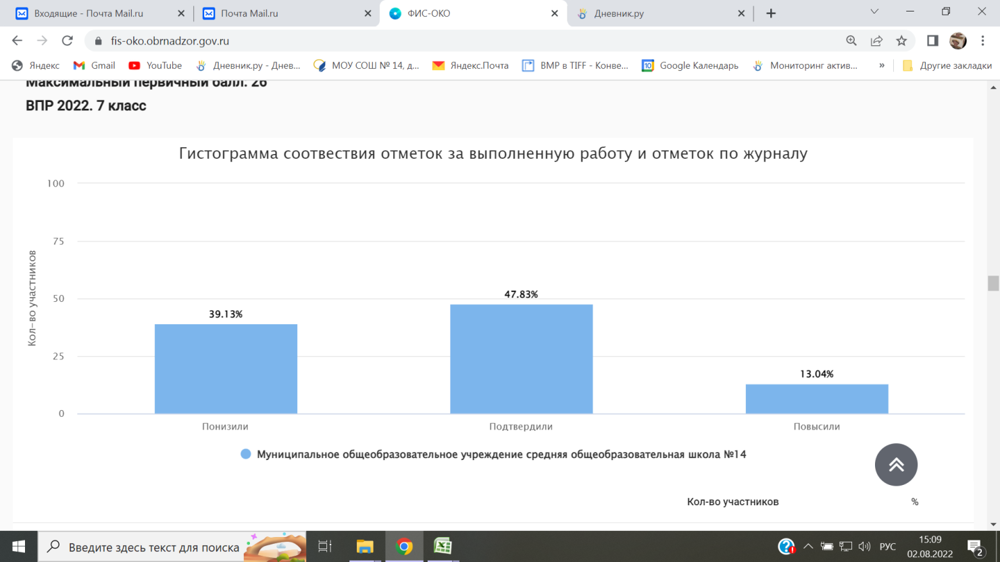 Входящие - Почта Mail.ru
Почта Mail.ru
ФИС-ОКО
Дневник.ру
fis-oko.obrnadzor.gov.ru
Яндекс
Gmail
YouTube
Дневник.ру - Днев...
МОУ СОШ № 14, д...
Яндекс.Почта
BMP в TIFF - Конве...
10
Google Календарь
Мониторинг актив...
»
Другие закладки
Максимальный первичный балл: 26
ВПР 2022. 7 класс
Гистограмма соотвествия отметок за выполненную работу и отметок по журналу
Кол-во участников
100
75
50
25
0
39.13%
47.83%
13.04%
Понизили
Подтвердили
Повысили
Муниципальное общеобразовательное учреждение средняя общеобразовательная школа №14
Кол-во участников
%
Введите здесь текст для поиска
РУС
15:09
02.08.2022
2